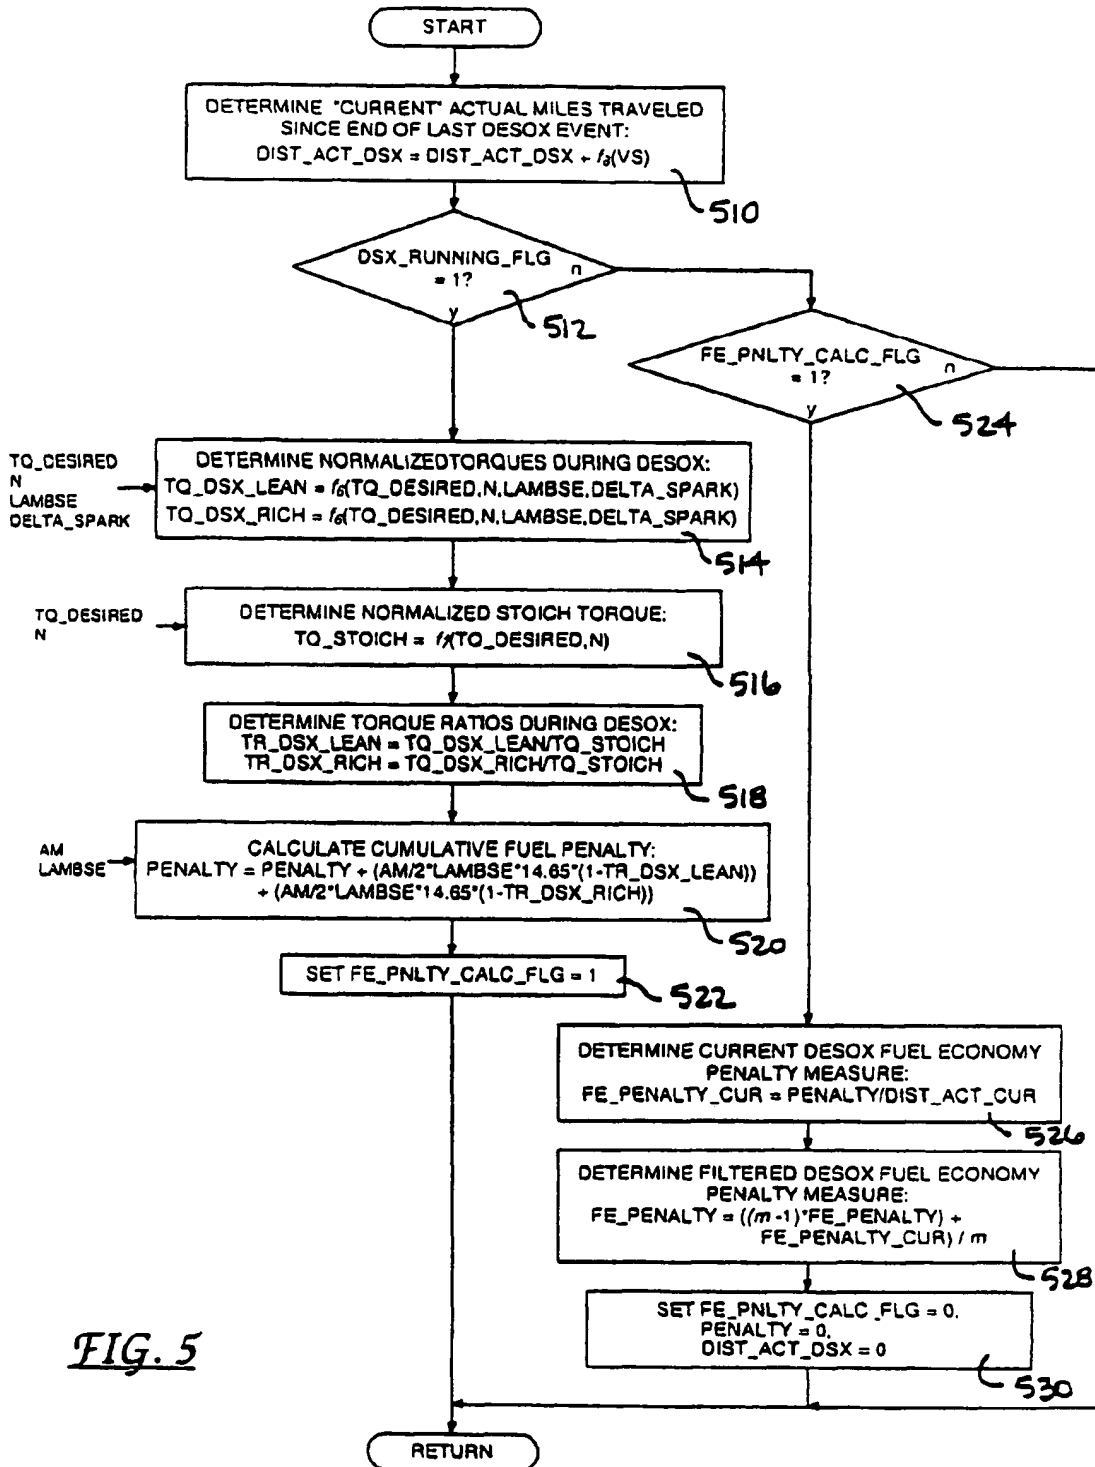 START
DETERMINE "CURRENT" ACTUAL MILES TRAVELED
SINCE END OF LAST DESOX EVENT:
DIST_ACT_DSX = DIST_ACT_DSX + f₂(VS)
510
DSX_RUNNING_FLG
= 1?
n
y
512
FE_PNLTY_CALC_FLG
= 1?
n
y
524
TQ_DESIRED
N
LAMBSE
DELTA_SPARK
DETERMINE NORMALIZEDTORQUES DURING DESOX:
TQ_DSX_LEAN = f₆(TQ_DESIRED,N,LAMBSE,DELTA_SPARK)
TQ_DSX_RICH = f₆(TQ_DESIRED,N,LAMBSE,DELTA_SPARK)
514
TQ_DESIRED
N
DETERMINE NORMALIZED STOICH TORQUE:
TQ_STOICH = f₇(TQ_DESIRED,N)
516
DETERMINE TORQUE RATIOS DURING DESOX:
TR_DSX_LEAN = TQ_DSX_LEAN/TQ_STOICH
TR_DSX_RICH = TQ_DSX_RICH/TQ_STOICH
518
AM
LAMBSE
CALCULATE CUMULATIVE FUEL PENALTY:
PENALTY = PENALTY + (AM/2*LAMBSE*14.65*(1-TR_DSX_LEAN))
+ (AM/2*LAMBSE*14.65*(1-TR_DSX_RICH))
520
SET FE_PNLTY_CALC_FLG = 1
522
DETERMINE CURRENT DESOX FUEL ECONOMY
PENALTY MEASURE:
FE_PENALTY_CUR = PENALTY/DIST_ACT_CUR
526
DETERMINE FILTERED DESOX FUEL ECONOMY
PENALTY MEASURE:
FE_PENALTY = ((m-1)*FE_PENALTY) +
FE_PENALTY_CUR) / m
528
SET FE_PNLTY_CALC_FLG = 0,
PENALTY = 0,
DIST_ACT_DSX = 0
530
FIG. 5
RETURN